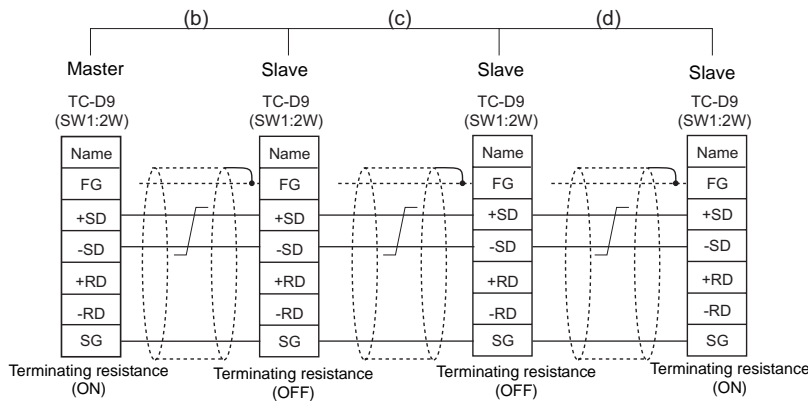 (b) (c) (d)
Master Slave Slave Slave
TC-D9 TC-D9 TC-D9 TC-D9
(SW1:2W) (SW1:2W) (SW1:2W) (SW1:2W)
Name Name Name Name
FG FG FG FG
+SD +SD +SD +SD
-SD -SD -SD -SD
+RD +RD +RD +RD
-RD -RD -RD -RD
SG SG SG SG
Terminating resistance Terminating resistance Terminating resistance Terminating resistance
(ON) (OFF) (OFF) (ON)